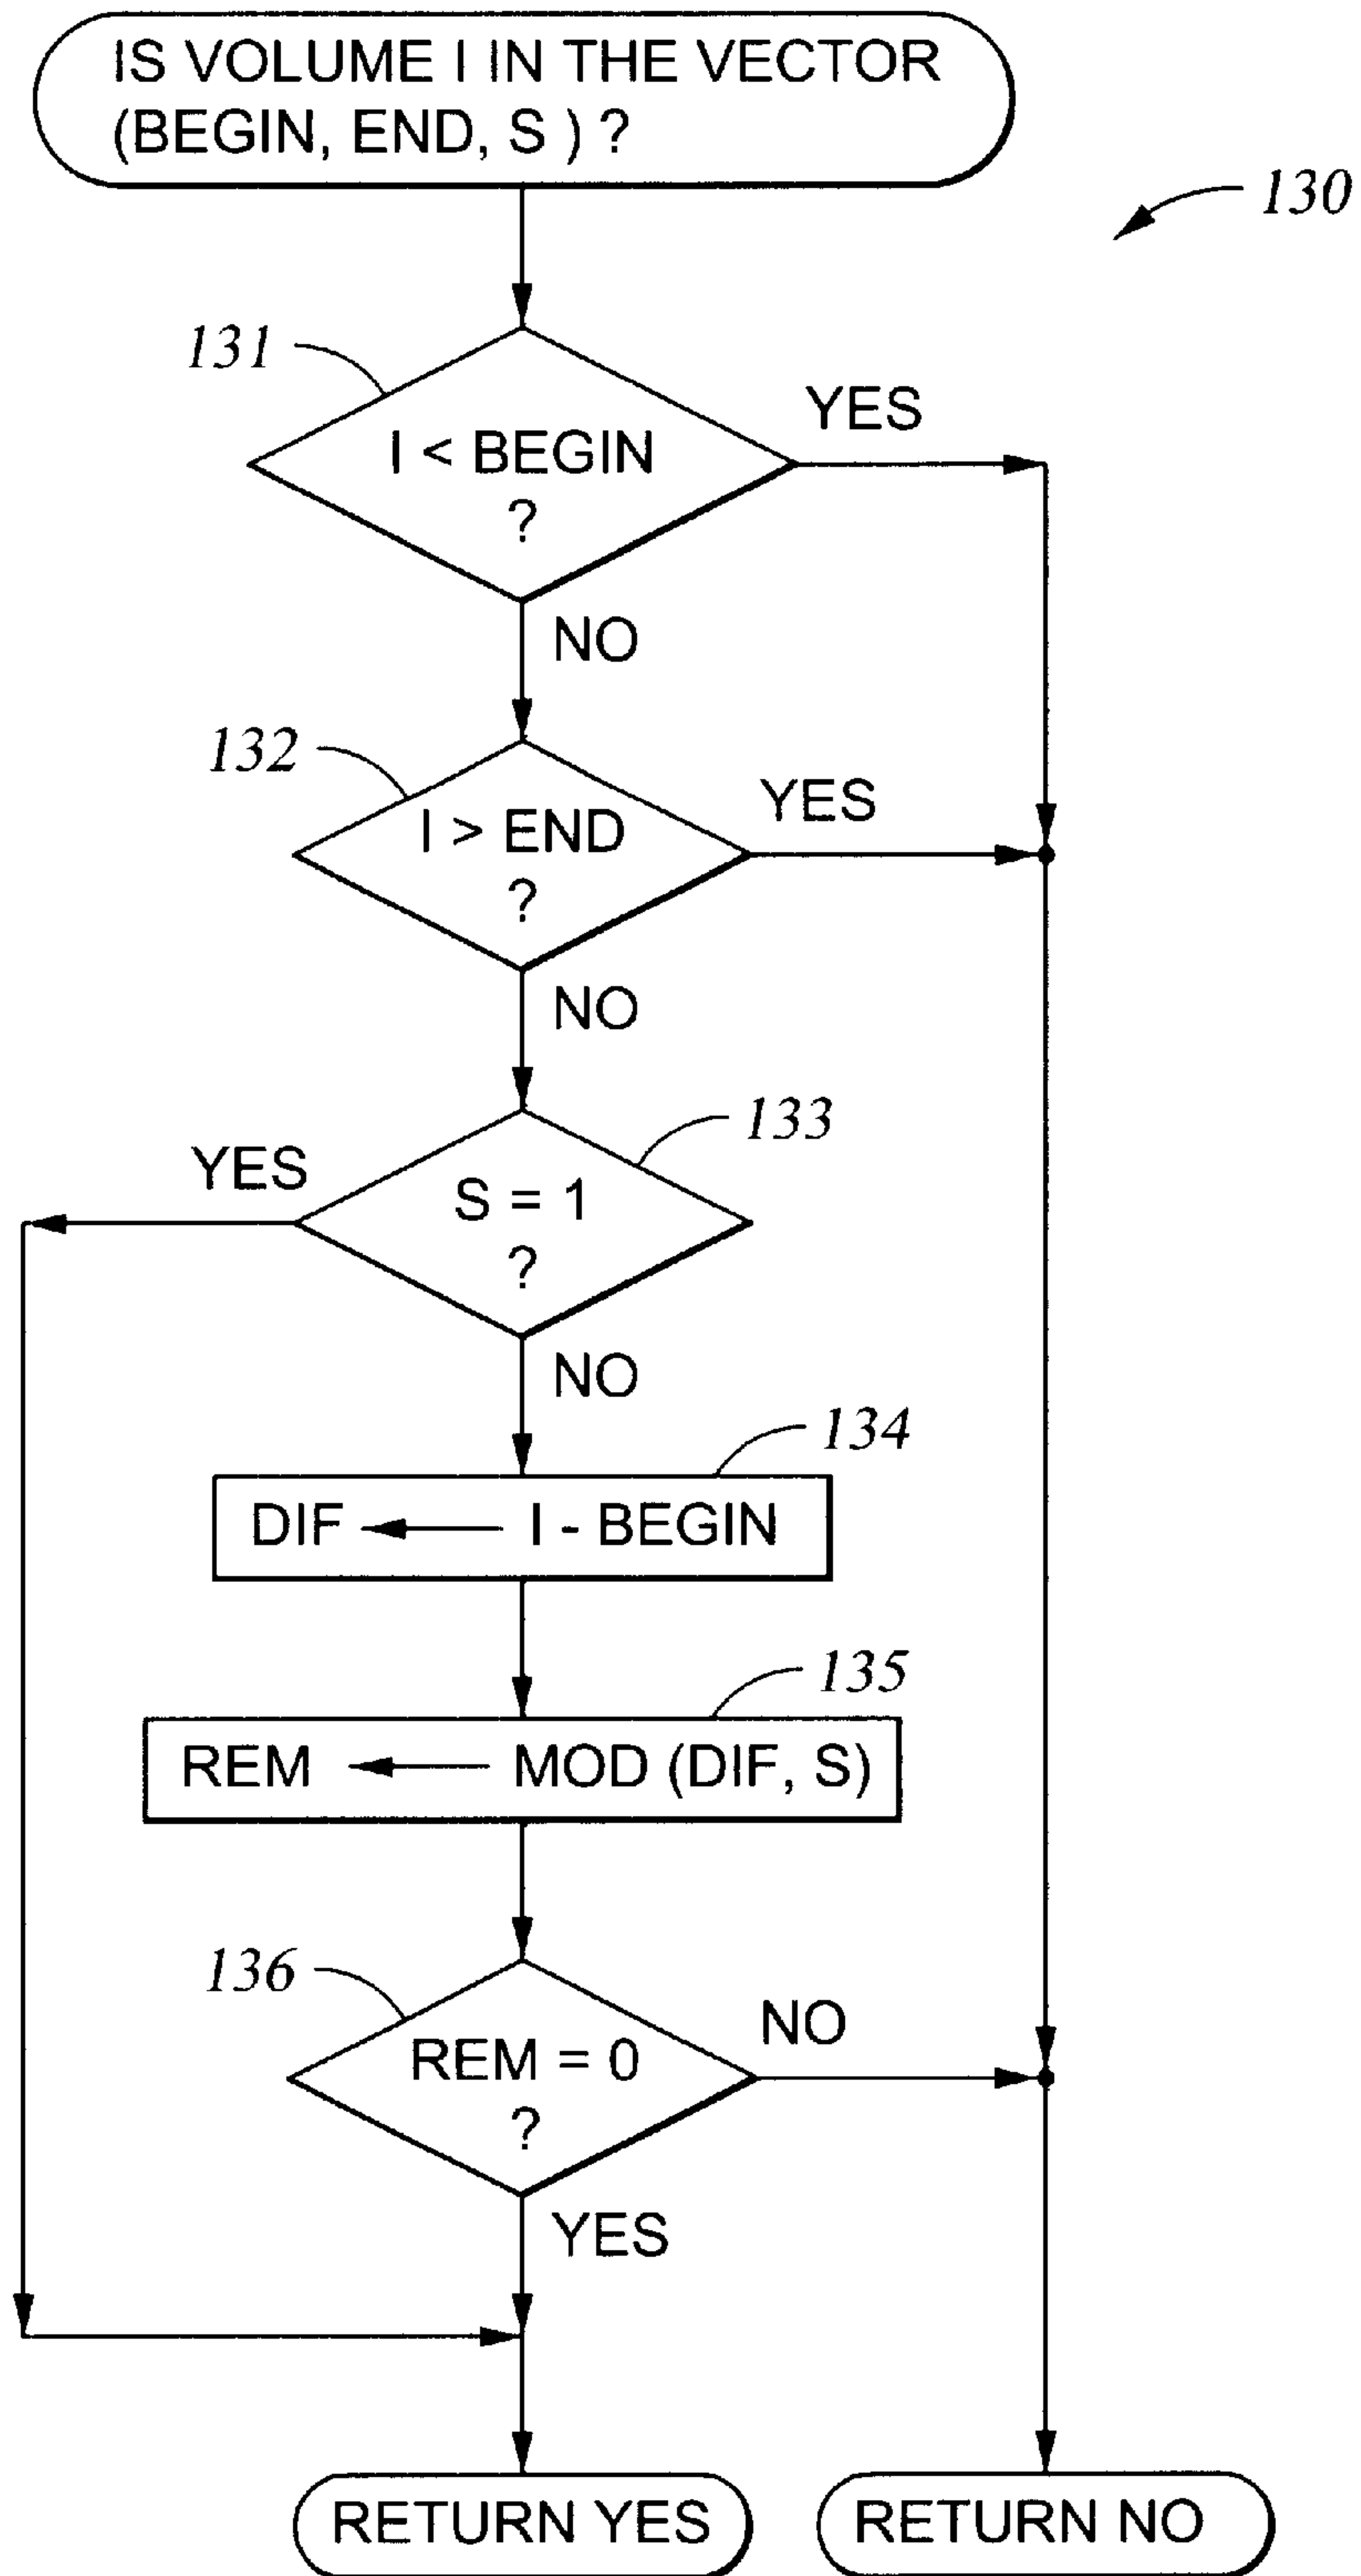 IS VOLUME I IN THE VECTOR
(BEGIN, END, S ) ?
130
131
I < BEGIN
?
YES
NO
132
I > END
?
YES
NO
133
YES
S = 1
?
NO
134
DIF ← I - BEGIN
135
REM ← MOD (DIF, S)
136
REM = 0
?
NO
YES
RETURN YES
RETURN NO